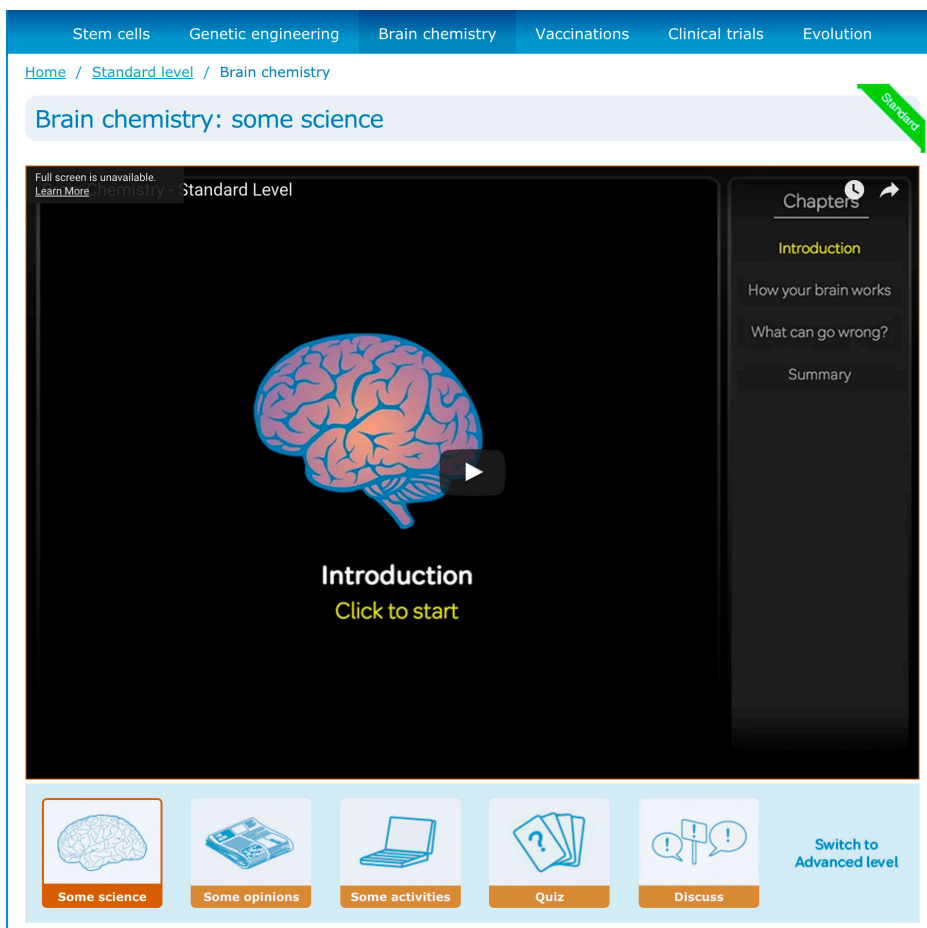 Stem cells Genetic engineering Brain chemistry Vaccinations Clinical trials Evolution
Home / Standard level / Brain chemistry
Brain chemistry: some science
Standard
Full screen is unavailable.
Learn More
Chemistry - Standard Level
Chapters
Introduction
How your brain works
What can go wrong?
Summary
Introduction
Click to start
Some science
Some opinions
Some activities
?
Quiz
! ! !
Discuss
Switch to
Advanced level